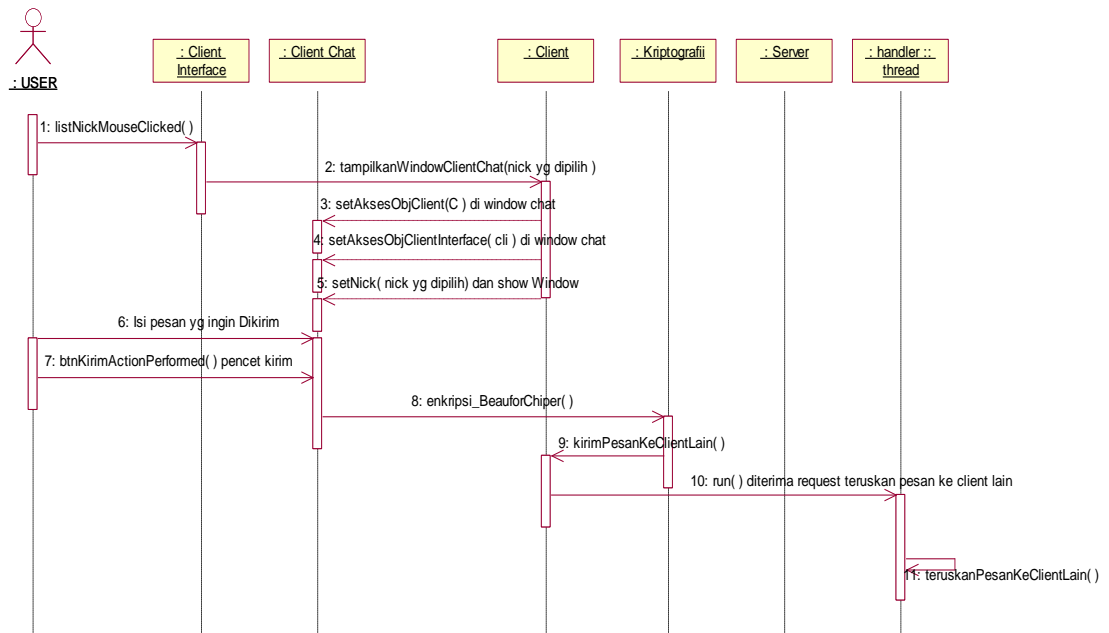 : USER
: Client
Interface
: Client Chat
: Client
: Kriptografii
: Server
: handler ::
thread
1: listNickMouseClicked( )
2: tampilkanWindowClientChat(nick yg dipilih )
3: setAksesObjClient(C ) di window chat
4: setAksesObjClientInterface( cli ) di window chat
5: setNick( nick yg dipilih) dan show Window
6: Isi pesan yg ingin Dikirim
7: btnKirimActionPerformed( ) pencet kirim
8: enkripsi_BeauforChiper( )
9: kirimPesanKeClientLain( )
10: run( ) diterima request teruskan pesan ke client lain
11: teruskanPesanKeClientLain( )